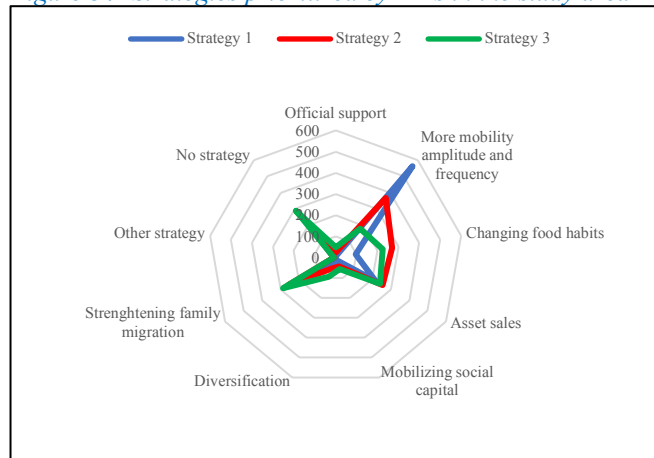 Strategy 1 Strategy 2 Strategy 3
Official support
600
500
400
300
200
100
0
More mobility
amplitude and
frequency
Changing food habits
Asset sales
Mobilizing social
capital
Diversification
Strenghtening family
migration
Other strategy
No strategy